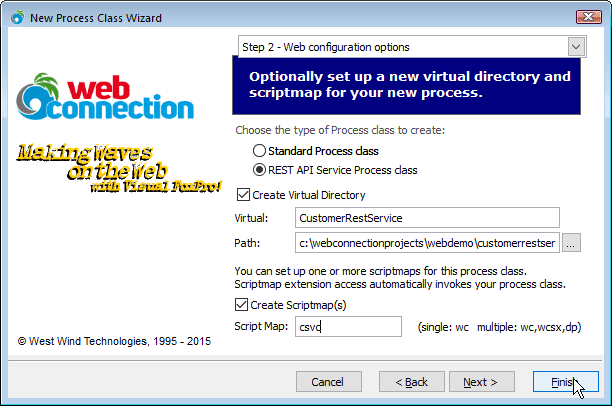 New Process Class Wizard
Step 2 - Web configuration options
Optionally set up a new virtual directory and
scriptmap for your new process.
web
connection
Making Waves
on the Web
with Visual FoxPro!
Choose the type of Process class to create:
Standard Process class
REST API Service Process class
Create Virtual Directory
Virtual:
CustomerRestService
Path:
c:\webconnectionprojects\webdemo\customerrestser
...
You can set up one or more scriptmaps for this process class.
Scriptmap extension access automatically invokes your process class.
Create Scriptmap(s)
Script Map:
csvc
(single: wc multiple: wc,wcsx,dp)
© West Wind Technologies, 1995 - 2015
Cancel
< Back
Next >
Finish